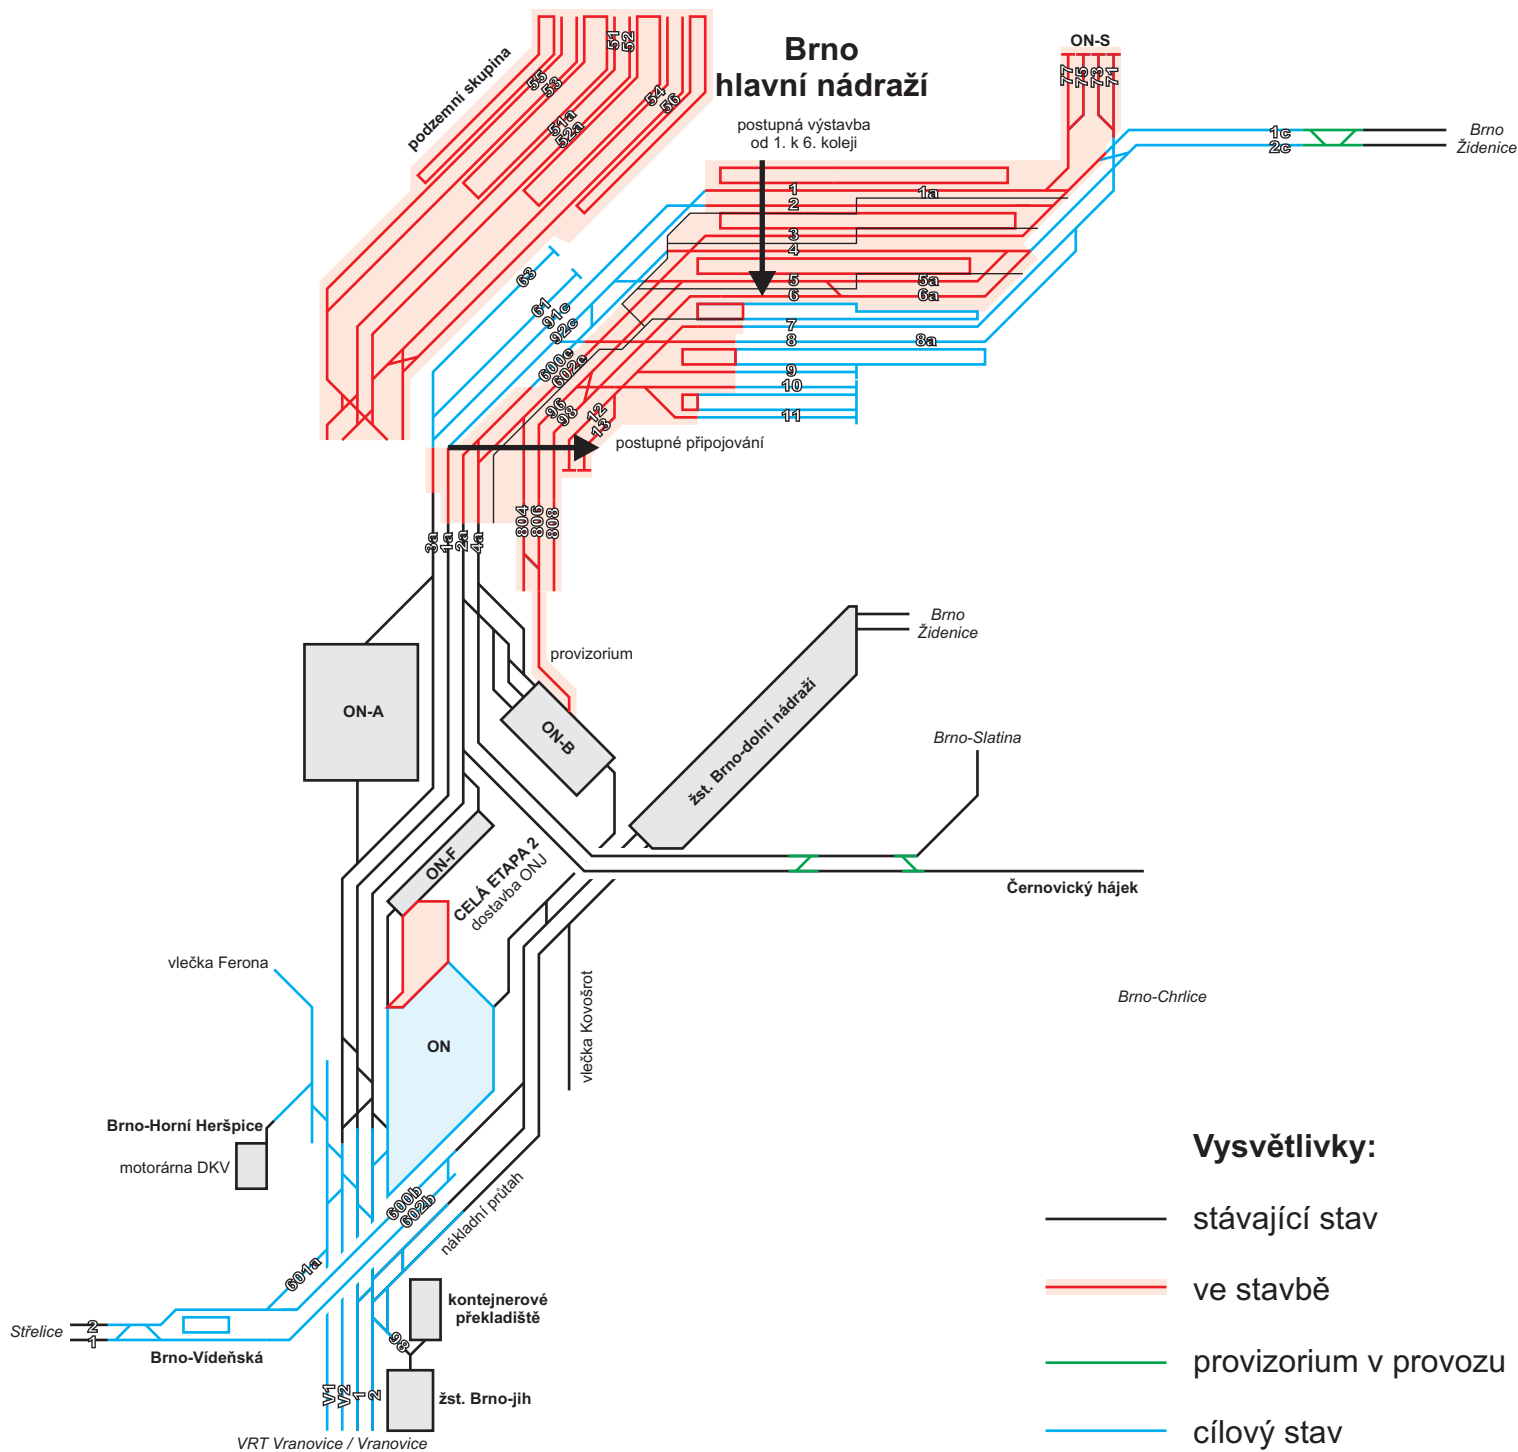 Brno
hlavní nádraží
postupná výstavba
od 1. k 6. koleji
podzemní skupina
55
53
51
52
51a
52a
54
56
ON-S
77
75
73
71
1c
2c
Brno
Židenice
1
1a
2
3
4
5
5a
6
6a
7
8
8a
9
10
11
63
61
91c
92c
600c
602c
96
98
12
13
postupné připojování
3a
1a
2a
4a
804
806
808
provizorium
ON-A
ON-B
Brno
Židenice
žst. Brno-dolní nádraží
Brno-Slatina
Černovický hájek
ON-F
CELÁ ETAPA 2
dostavba ONJ
vlečka Ferona
vlečka Kovošrot
Brno-Chrlice
ON
Brno-Horní Heršpice
motorárna DKV
600b
602b
nákladní průtah
601a
Střelice
2
1
Brno-Vídeňská
kontejnerové
překladiště
98
žst. Brno-jih
V1
V2
1
2
VRT Vranovice / Vranovice
Vysvětlivky:
stávající stav
ve stavbě
provizorium v provozu
cílový stav